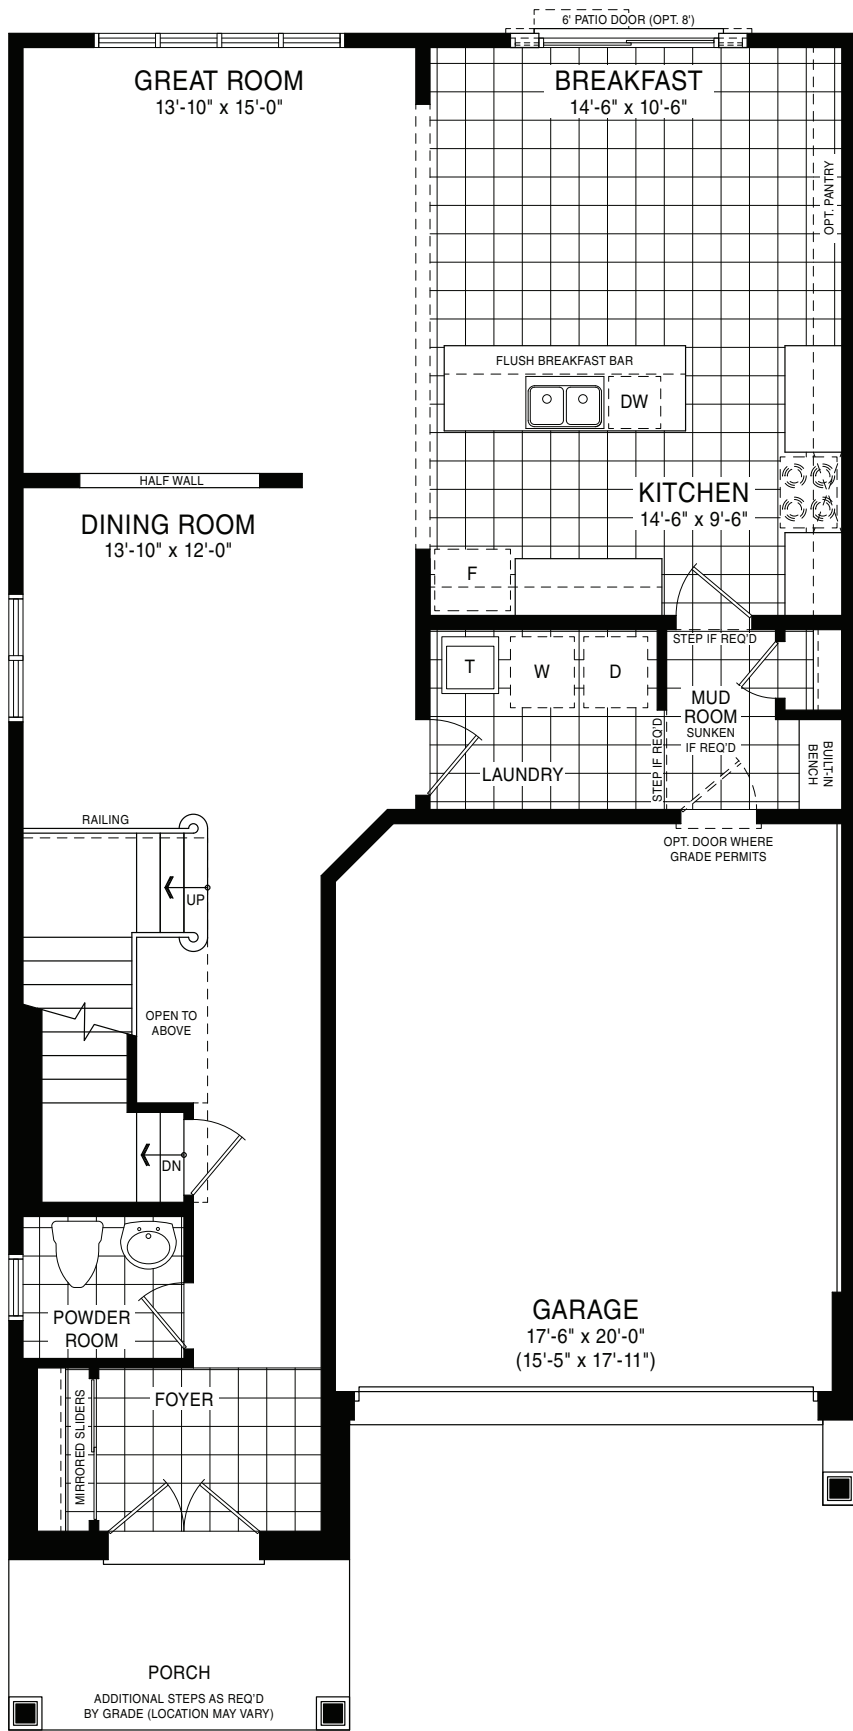 6' PATIO DOOR (OPT. 8')
GREAT ROOM
13'-10" x 15'-0"
BREAKFAST
14'-6" x 10'-6"
OPT. PANTRY
FLUSH BREAKFAST BAR
DW
HALF WALL
KITCHEN
14'-6" x 9'-6"
DINING ROOM
13'-10" x 12'-0"
F
STEP IF REQ'D
T
W
D
MUD
ROOM
SUNKEN
IF REQ'D
STEP IF REQ'D
BUILT-IN
BENCH
LAUNDRY
RAILING
OPT. DOOR WHERE
GRADE PERMITS
UP
OPEN TO
ABOVE
DN
POWDER
ROOM
GARAGE
17'-6" x 20'-0"
(15'-5" x 17'-11")
FOYER
MIRRORED SLIDERS
PORCH
ADDITIONAL STEPS AS REQ'D
BY GRADE (LOCATION MAY VARY)